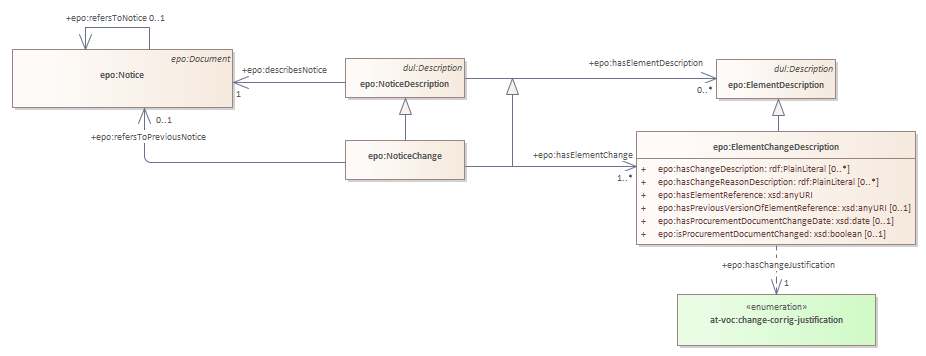 +epo:refersToNotice 0..1
epo:Document
epo:Notice
+epo:describesNotice
1
dul:Description
epo:NoticeDescription
+epo:hasElementDescription
0..*
dul:Description
epo:ElementDescription
0..1
+epo:refersToPreviousNotice
epo:NoticeChange
+epo:hasElementChange
1..*
epo:ElementChangeDescription
+ epo:hasChangeDescription: rdf:PlainLiteral [0..*]
+ epo:hasChangeReasonDescription: rdf:PlainLiteral [0..*]
+ epo:hasElementReference: xsd:anyURI
+ epo:hasPreviousVersionOfElementReference: xsd:anyURI [0..1]
+ epo:hasProcurementDocumentChangeDate: xsd:date [0..1]
+ epo:isProcurementDocumentChanged: xsd:boolean [0..1]
+epo:hasChangeJustification
1
«enumeration»
at-voc:change-corrig-justification